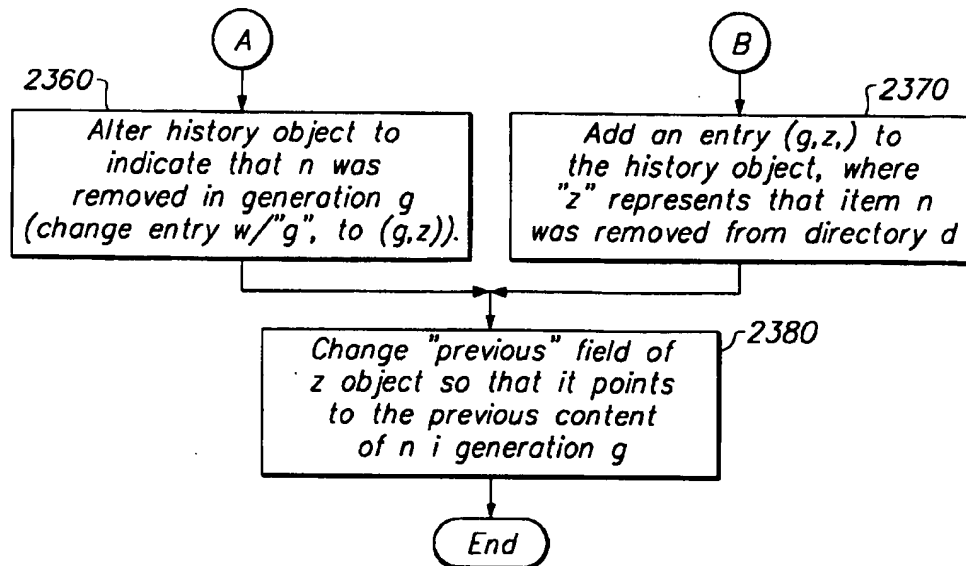 A
B
2360
Alter history object to
indicate that n was
removed in generation g
(change entry w/"g", to (g,z)).
2370
Add an entry (g,z,) to
the history object, where
"z" represents that item n
was removed from directory d
2380
Change "previous" field of
z object so that it points
to the previous content
of n i generation g
End